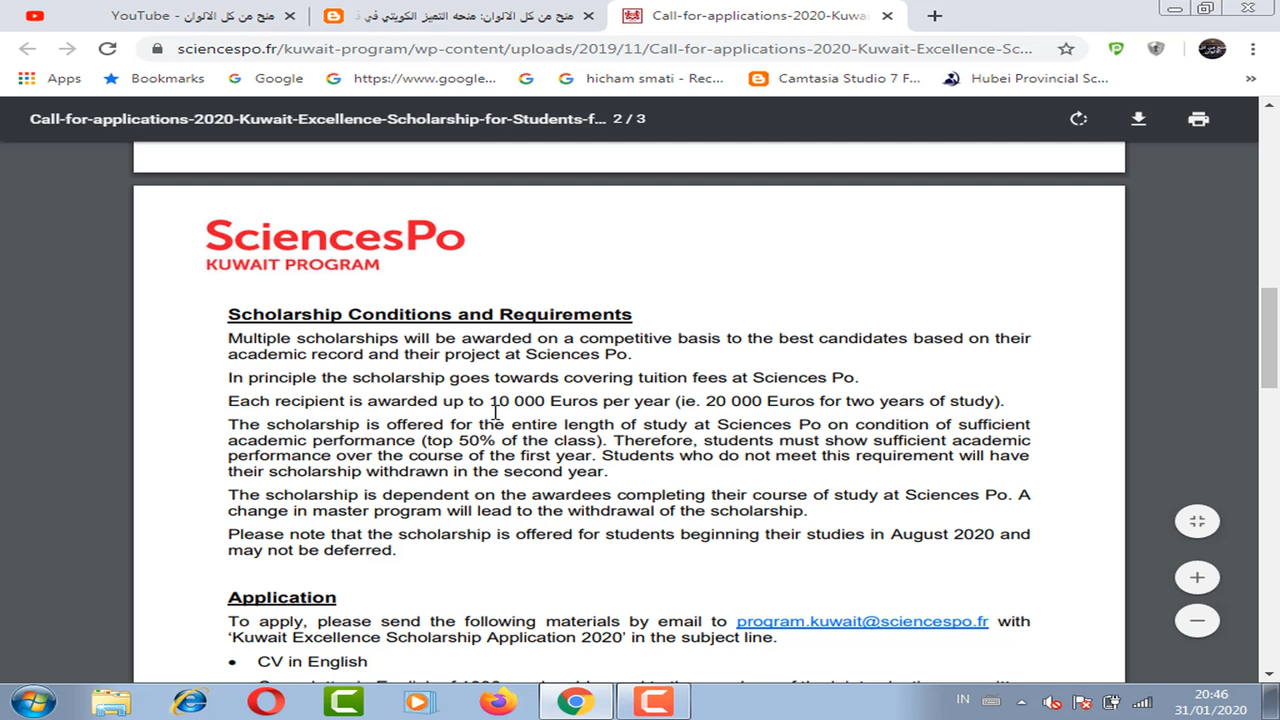 YouTube - منح من كل الالوان
منح من كل الالوان: منحه التميز الكويتي في ف
Call-for-applications-2020-Kuwa
sciencespo.fr/kuwait-program/wp-content/uploads/2019/11/Call-for-applications-2020-Kuwait-Excellence-Sc...
Apps Bookmarks Google https://www.google... hicham smati - Rec... Camtasia Studio 7 F... Hubei Provincial Sc... »
Call-for-applications-2020-Kuwait-Excellence-Scholarship-for-Students-f... 2 / 3
SciencesPo
KUWAIT PROGRAM
Scholarship Conditions and Requirements
Multiple scholarships will be awarded on a competitive basis to the best candidates based on their
academic record and their project at Sciences Po.
In principle the scholarship goes towards covering tuition fees at Sciences Po.
Each recipient is awarded up to 10 000 Euros per year (ie. 20 000 Euros for two years of study).
The scholarship is offered for the entire length of study at Sciences Po on condition of sufficient
academic performance (top 50% of the class). Therefore, students must show sufficient academic
performance over the course of the first year. Students who do not meet this requirement will have
their scholarship withdrawn in the second year.
The scholarship is dependent on the awardees completing their course of study at Sciences Po. A
change in master program will lead to the withdrawal of the scholarship.
Please note that the scholarship is offered for students beginning their studies in August 2020 and
may not be deferred.
Application
To apply, please send the following materials by email to program.kuwait@sciencespo.fr with
‘Kuwait Excellence Scholarship Application 2020’ in the subject line.
• CV in English
IN
20:46
31/01/2020